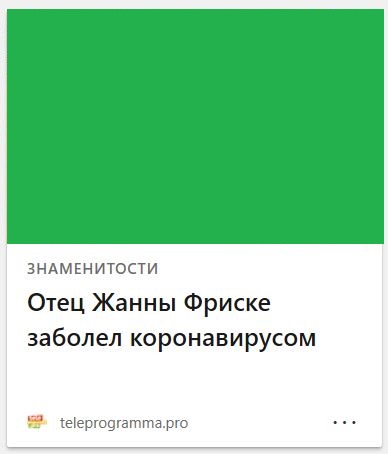 ЗНАМЕНИТОСТИ
Отец Жанны Фриске
заболел коронавирусом
teleprogramma.pro